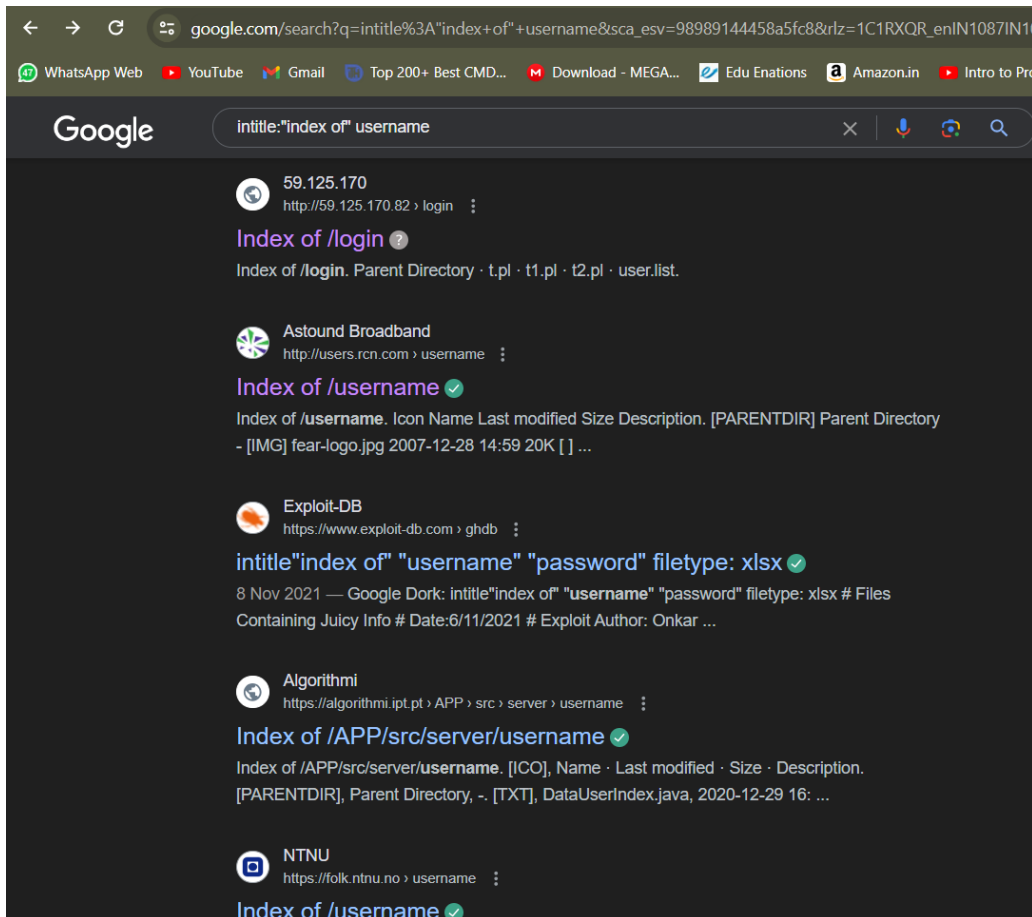 google.com/search?q=intitle%3A"index+of"+username&sca_esv=98989144458a5fc8&rlz=1C1RXQR_enIN1087IN1
47 WhatsApp Web YouTube Gmail Top 200+ Best CMD... M Download - MEGA... Edu Enations a Amazon.in Intro to Pro
Google intitle:"index of" username
59.125.170
http://59.125.170.82 › login
Index of /login ?
Index of /login. Parent Directory · t.pl · t1.pl · t2.pl · user.list.
Astound Broadband
http://users.rcn.com › username
Index of /username
Index of /username. Icon Name Last modified Size Description. [PARENTDIR] Parent Directory
- [IMG] fear-logo.jpg 2007-12-28 14:59 20K [ ] ...
Exploit-DB
https://www.exploit-db.com › ghdb
intitle"index of" "username" "password" filetype: xlsx
8 Nov 2021 — Google Dork: intitle"index of" "username" "password" filetype: xlsx # Files
Containing Juicy Info # Date:6/11/2021 # Exploit Author: Onkar ...
Algorithmi
https://algorithmi.ipt.pt › APP › src › server › username
Index of /APP/src/server/username
Index of /APP/src/server/username. [ICO], Name · Last modified · Size · Description.
[PARENTDIR], Parent Directory, -. [TXT], DataUserIndex.java, 2020-12-29 16: ...
NTNU
https://folk.ntnu.no › username
Index of /username